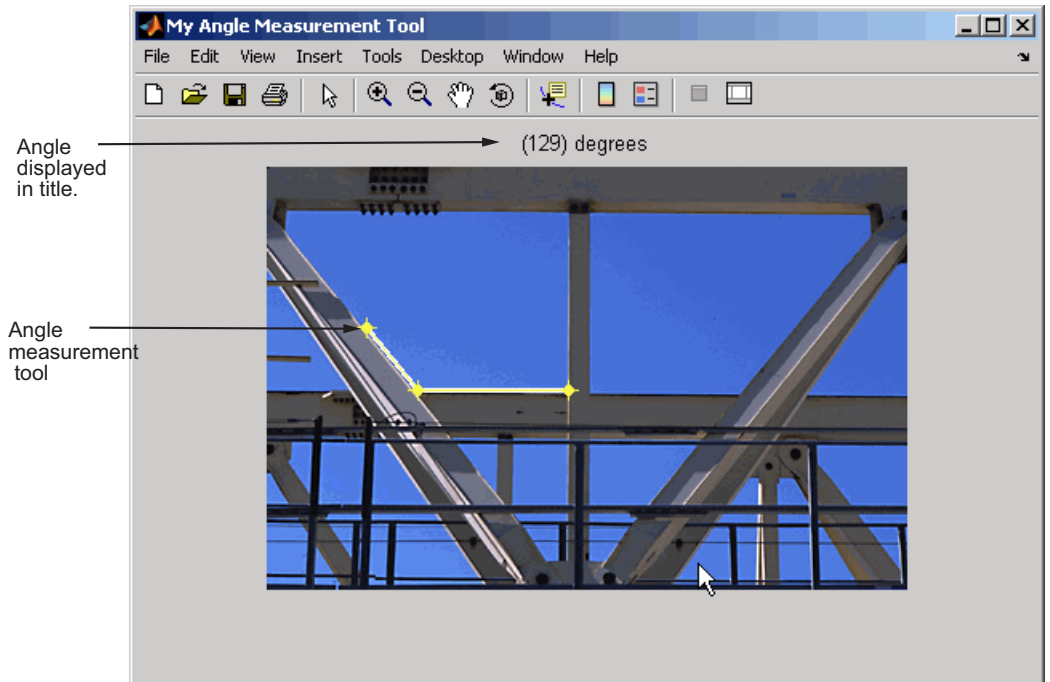 My Angle Measurement Tool
File Edit View Insert Tools Desktop Window Help
Angle
displayed
in title.
(129) degrees
Angle
measurement
tool